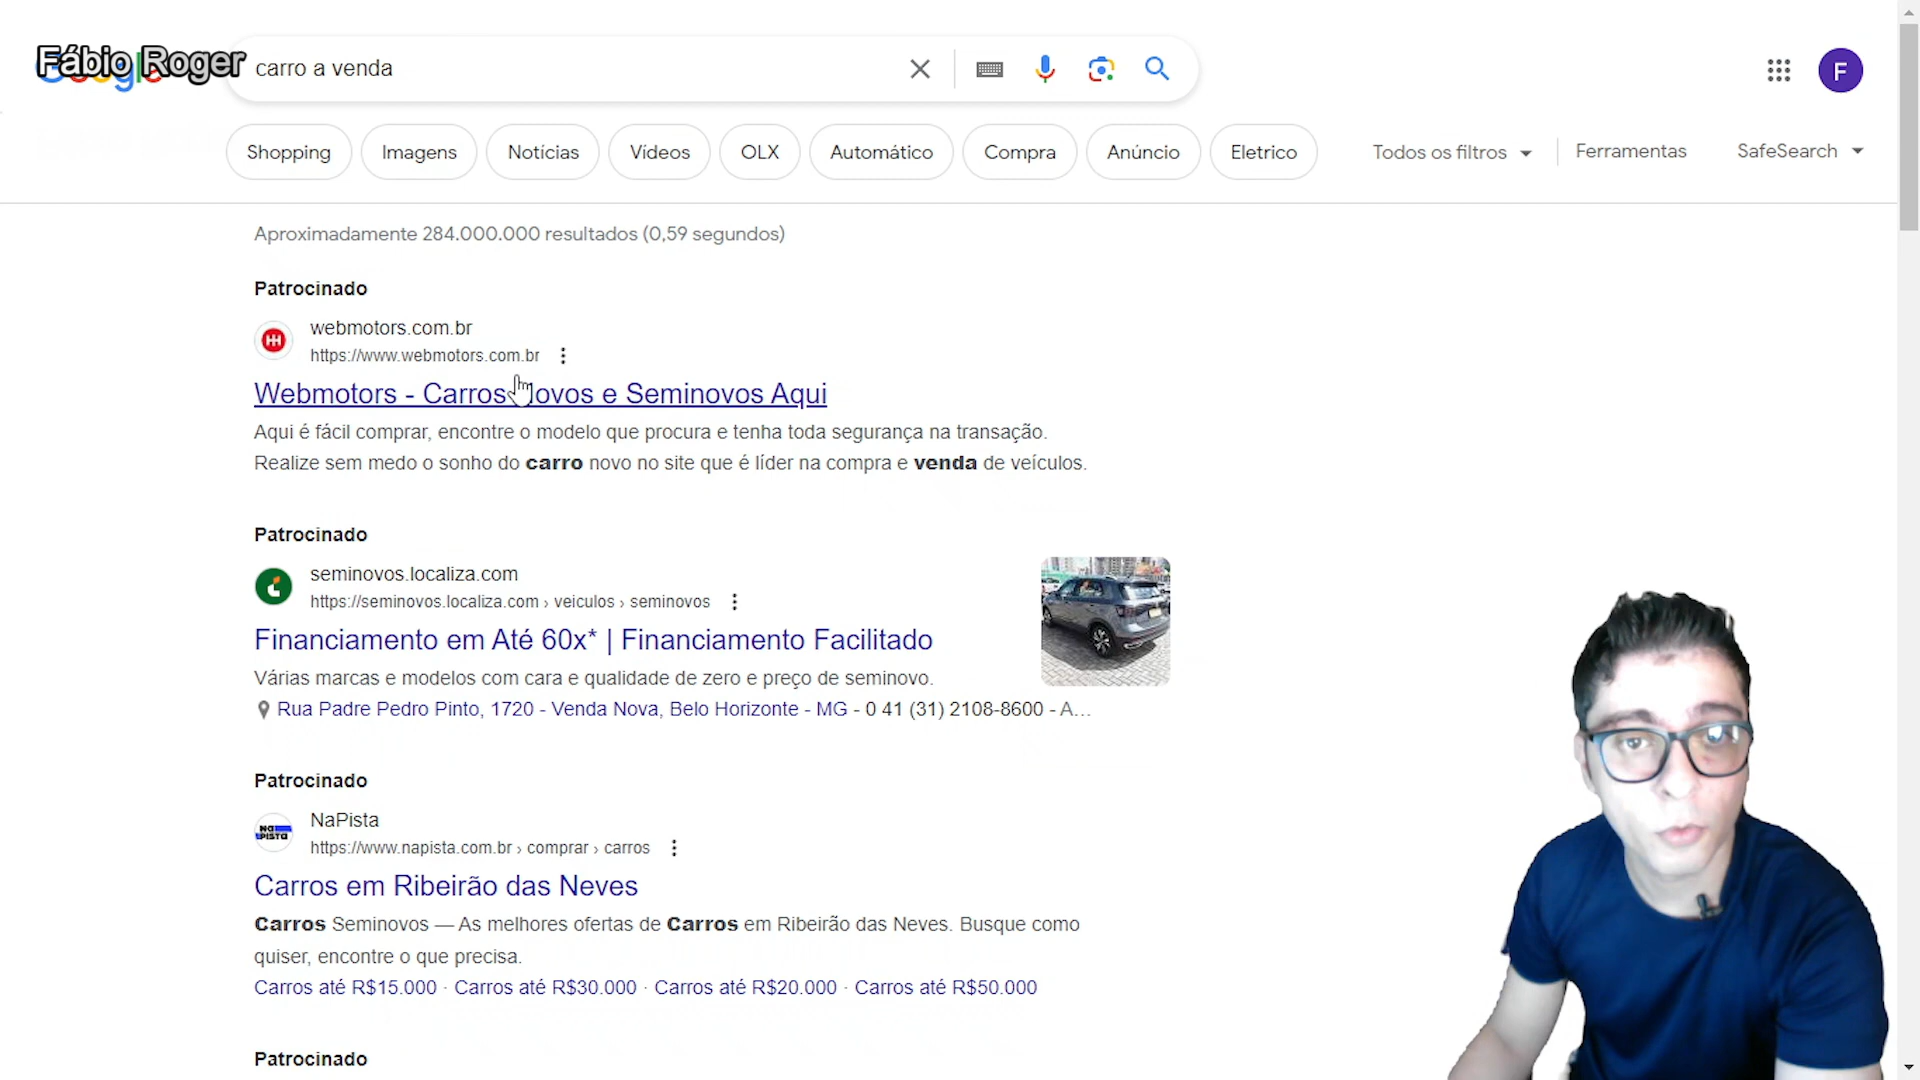 Fábio Roger
carro a venda
F
Shopping
Imagens
Notícias
Vídeos
OLX
Automático
Compra
Anúncio
Eletrico
Todos os filtros
Ferramentas
SafeSearch
Aproximadamente 284.000.000 resultados (0,59 segundos)
Patrocinado
webmotors.com.br
https://www.webmotors.com.br
Webmotors - Carros Novos e Seminovos Aqui
Aqui é fácil comprar, encontre o modelo que procura e tenha toda segurança na transação.
Realize sem medo o sonho do carro novo no site que é líder na compra e venda de veículos.
Patrocinado
seminovos.localiza.com
https://seminovos.localiza.com › veiculos › seminovos
Financiamento em Até 60x* | Financiamento Facilitado
Várias marcas e modelos com cara e qualidade de zero e preço de seminovo.
Rua Padre Pedro Pinto, 1720 - Venda Nova, Belo Horizonte - MG - 0 41 (31) 2108-8600 - A...
Patrocinado
NA PISTA
NaPista
https://www.napista.com.br › comprar › carros
Carros em Ribeirão das Neves
Carros Seminovos — As melhores ofertas de Carros em Ribeirão das Neves. Busque como
quiser, encontre o que precisa.
Carros até R$15.000 · Carros até R$30.000 · Carros até R$20.000 · Carros até R$50.000
Patrocinado